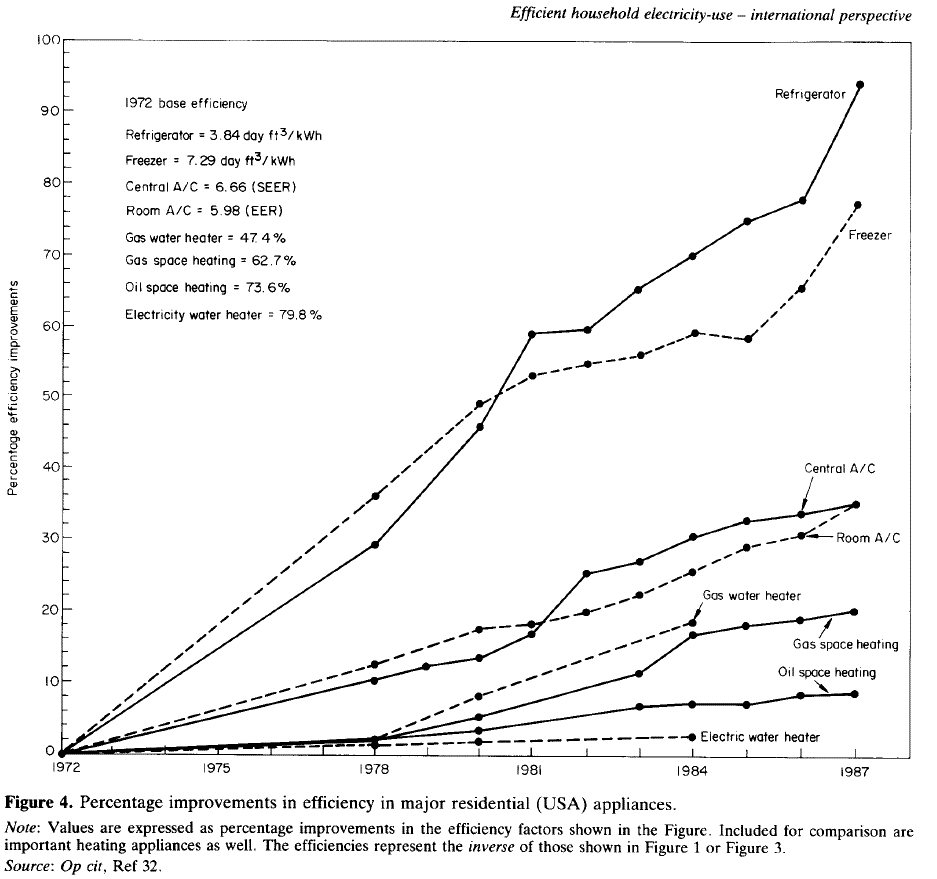 Efficient household electricity-use – international perspective
100
90
80
70
60
50
40
30
20
10
0
Percentage efficiency improvements
1972 base efficiency
Refrigerator = 3.84 day ft³/kWh
Freezer = 7.29 day ft³/kWh
Central A/C = 6.66 (SEER)
Room A/C = 5.98 (EER)
Gas water heater = 47.4%
Gas space heating = 62.7%
Oil space heating = 73.6%
Electricity water heater = 79.8%
Refrigerator
Freezer
Central A/C
Room A/C
Gas water heater
Gas space heating
Oil space heating
Electric water heater
1972 1975 1978 1981 1984 1987
Figure 4. Percentage improvements in efficiency in major residential (USA) appliances.
Note: Values are expressed as percentage improvements in the efficiency factors shown in the Figure. Included for comparison are
important heating appliances as well. The efficiencies represent the inverse of those shown in Figure 1 or Figure 3.
Source: Op cit, Ref 32.